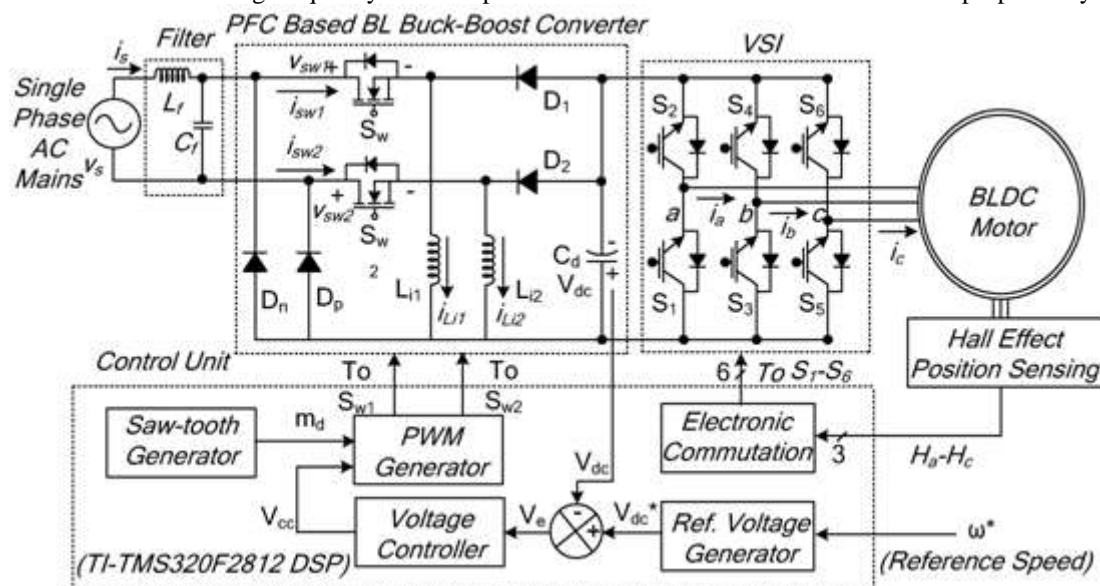 PFC Based BL Buck-Boost Converter
VSI
Filter
i_s
L_f
C_f
Single
Phase
AC
Mains
v_s
v_sw1
+
-
i_sw1
S_w
D_1
i_sw2
D_2
v_sw2
+
-
S_w
2
D_n
D_p
L_i1
i_Li1
L_i2
i_Li2
C_d
-
V_dc
+
S_2
S_4
S_6
a
i_a
b
i_b
c
i_c
S_1
S_3
S_5
BLDC
Motor
Hall Effect
Position Sensing
Control Unit
To
S_w1
To
S_w2
6
To S_1-S_6
Saw-tooth
Generator
m_d
PWM
Generator
Electronic
Commutation
3
H_a-H_c
V_dc
V_cc
Voltage
Controller
V_e
-
+
V_dc*
Ref. Voltage
Generator
ω*
(Reference Speed)
(TI-TMS320F2812 DSP)